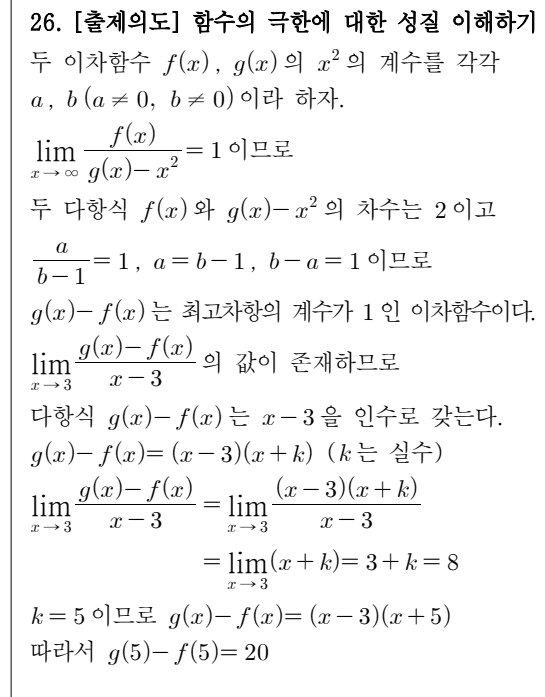 26. [출제의도] 함수의 극한에 대한 성질 이해하기
두 이차함수 f(x), g(x)의 x²의 계수를 각각
a, b(a≠0, b≠0)이라 하자.
lim_{x→∞} f(x)/(g(x)−x²) = 1 이므로
두 다항식 f(x)와 g(x)−x²의 차수는 2이고
a/(b−1) = 1, a=b−1, b−a=1이므로
g(x)−f(x)는 최고차항의 계수가 1인 이차함수이다.
lim_{x→3} (g(x)−f(x))/(x−3) 의 값이 존재하므로
다항식 g(x)−f(x)는 x−3을 인수로 갖는다.
g(x)−f(x)=(x−3)(x+k) (k는 실수)
lim_{x→3} (g(x)−f(x))/(x−3) = lim_{x→3} ((x−3)(x+k))/(x−3)
= lim_{x→3} (x+k)=3+k=8
k=5이므로 g(x)−f(x)=(x−3)(x+5)
따라서 g(5)−f(5)=20